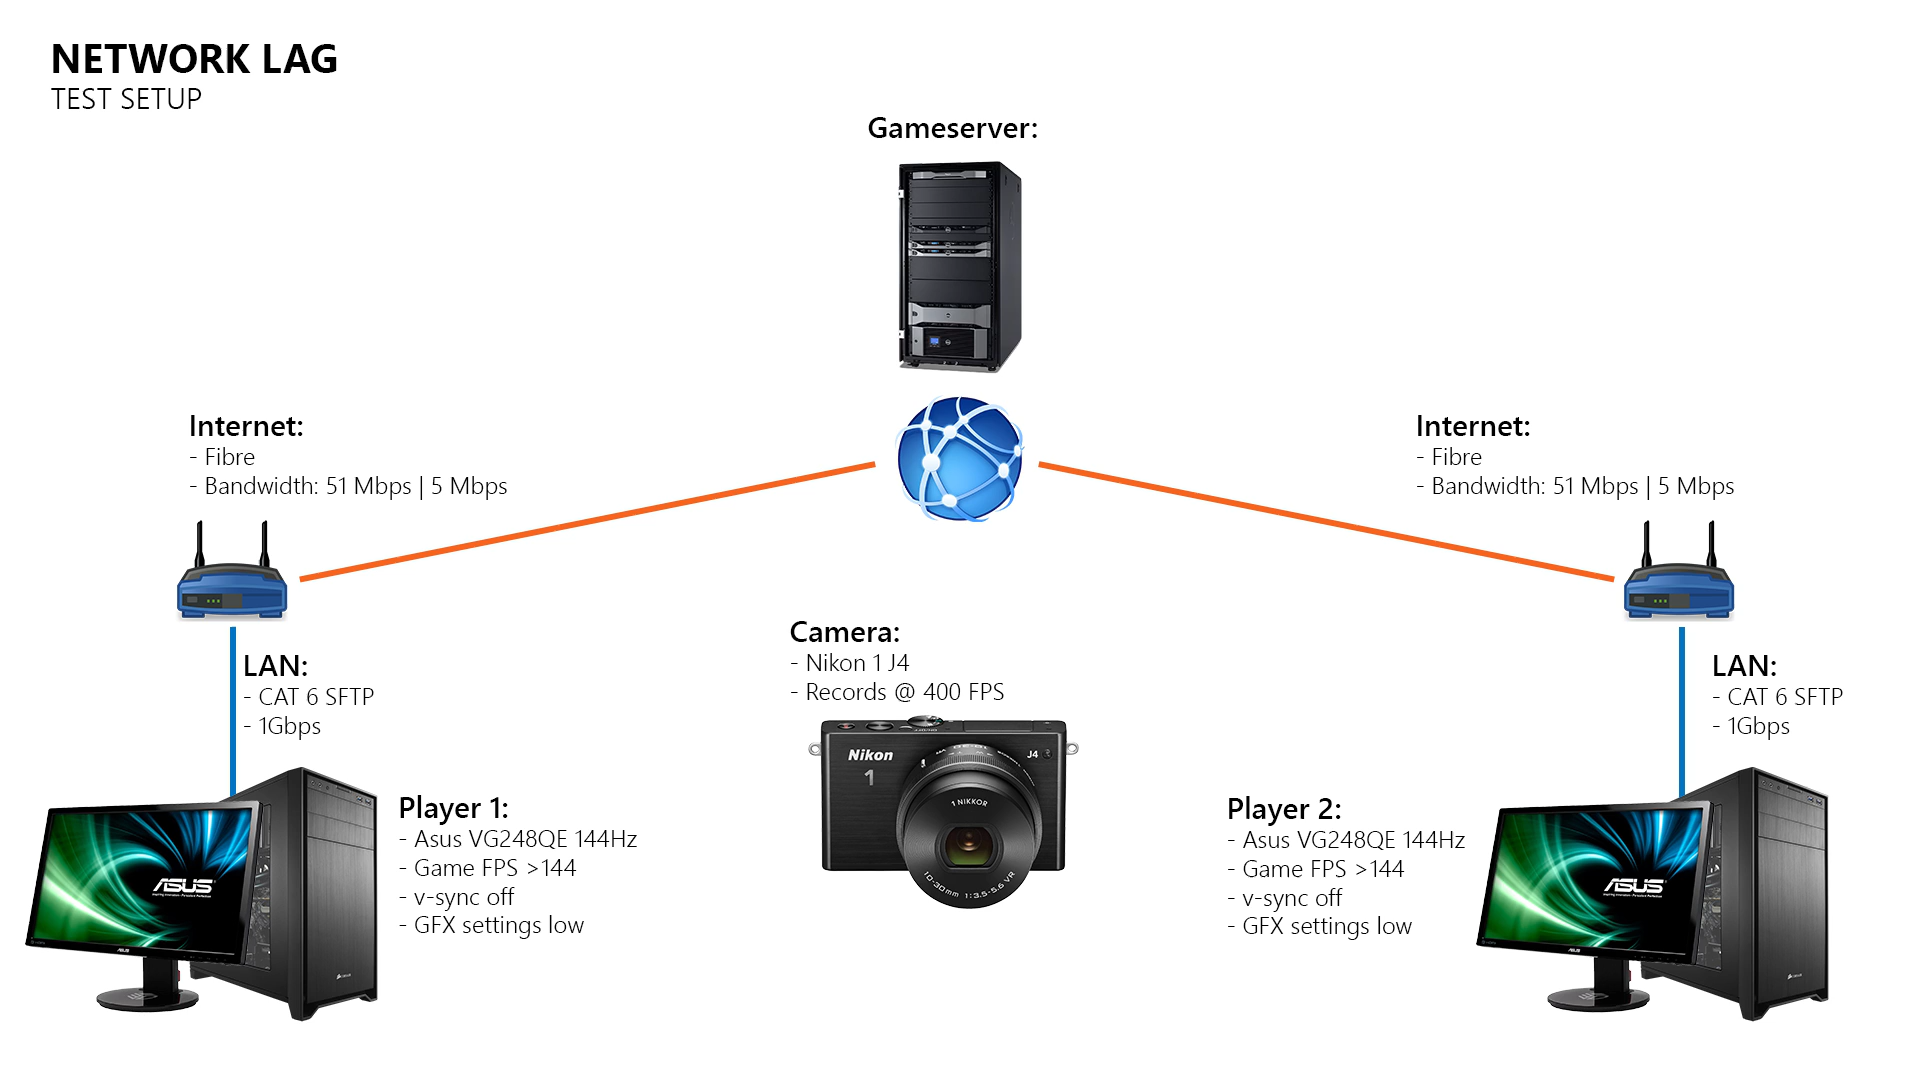 NETWORK LAG
TEST SETUP
Gameserver:
Internet:
- Fibre
- Bandwidth: 51 Mbps | 5 Mbps
Internet:
- Fibre
- Bandwidth: 51 Mbps | 5 Mbps
LAN:
- CAT 6 SFTP
- 1Gbps
Camera:
- Nikon 1 J4
- Records @ 400 FPS
Nikon
1
J4
1 NIKKOR
10-30mm 1:3.5-5.6 VR
LAN:
- CAT 6 SFTP
- 1Gbps
Player 1:
- Asus VG248QE 144Hz
- Game FPS >144
- v-sync off
- GFX settings low
ASUS
ASUS
Player 2:
- Asus VG248QE 144Hz
- Game FPS >144
- v-sync off
- GFX settings low
ASUS
ASUS